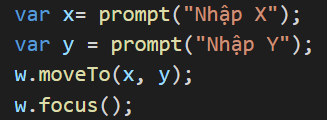 var x= prompt("Nhập X");
var y = prompt("Nhập Y");
w.moveTo(x, y);
w.focus();